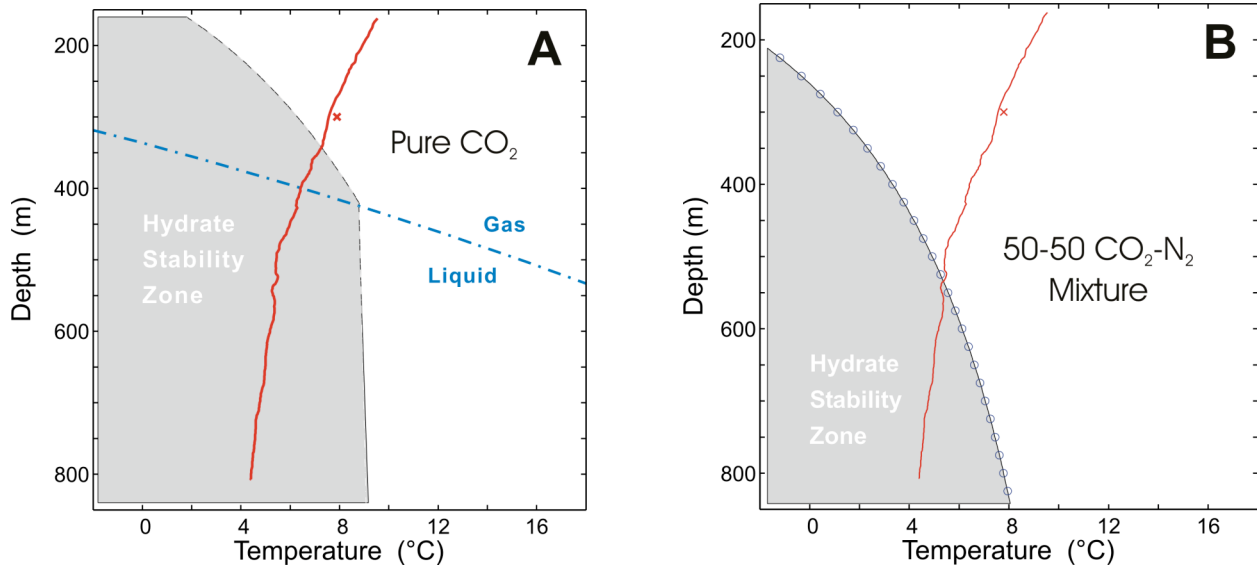 A
200
400
600
800
Depth (m)
Pure CO₂
Hydrate
Stability
Zone
Gas
Liquid
0
4
8
12
16
Temperature (°C)
B
200
400
600
800
Depth (m)
50-50 CO₂-N₂
Mixture
Hydrate
Stability
Zone
0
4
8
12
16
Temperature (°C)